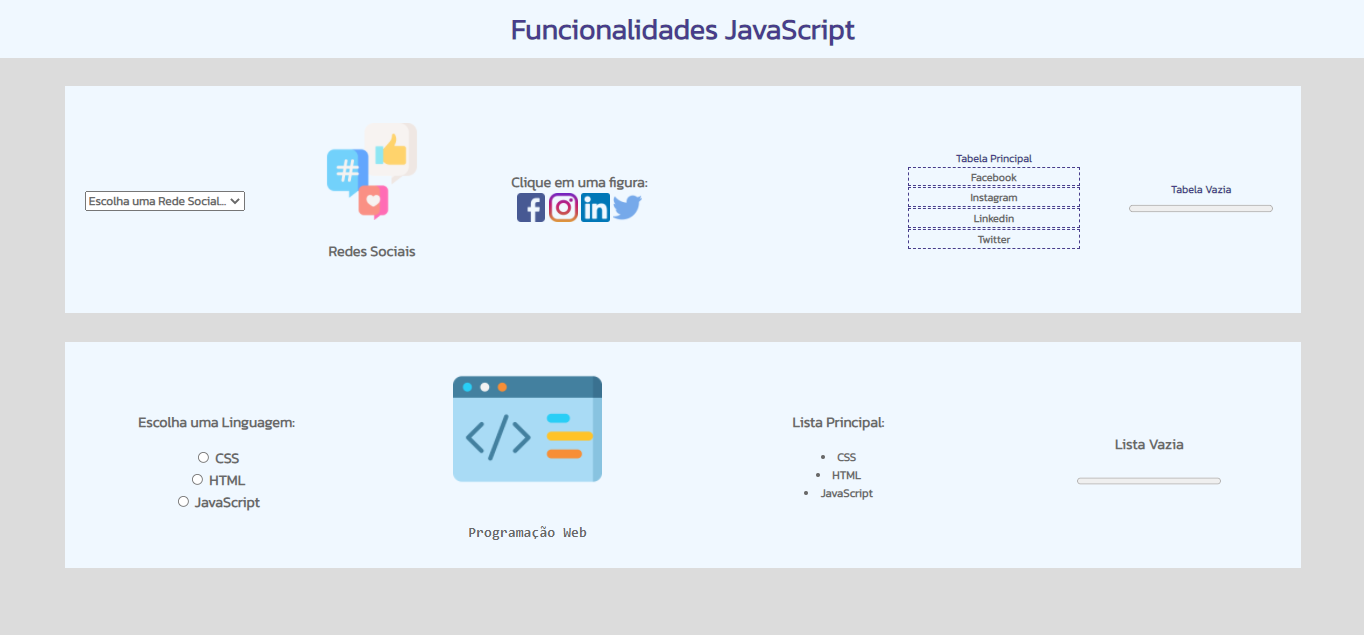 Funcionalidades JavaScript
Escolha uma Rede Social...
#
Redes Sociais
Clique em uma figura:
f
in
Tabela Principal
Facebook
Instagram
Linkedin
Twitter
Tabela Vazia
Escolha uma Linguagem:
CSS
HTML
JavaScript
</>
Programação Web
Lista Principal:
• CSS
• HTML
• JavaScript
Lista Vazia